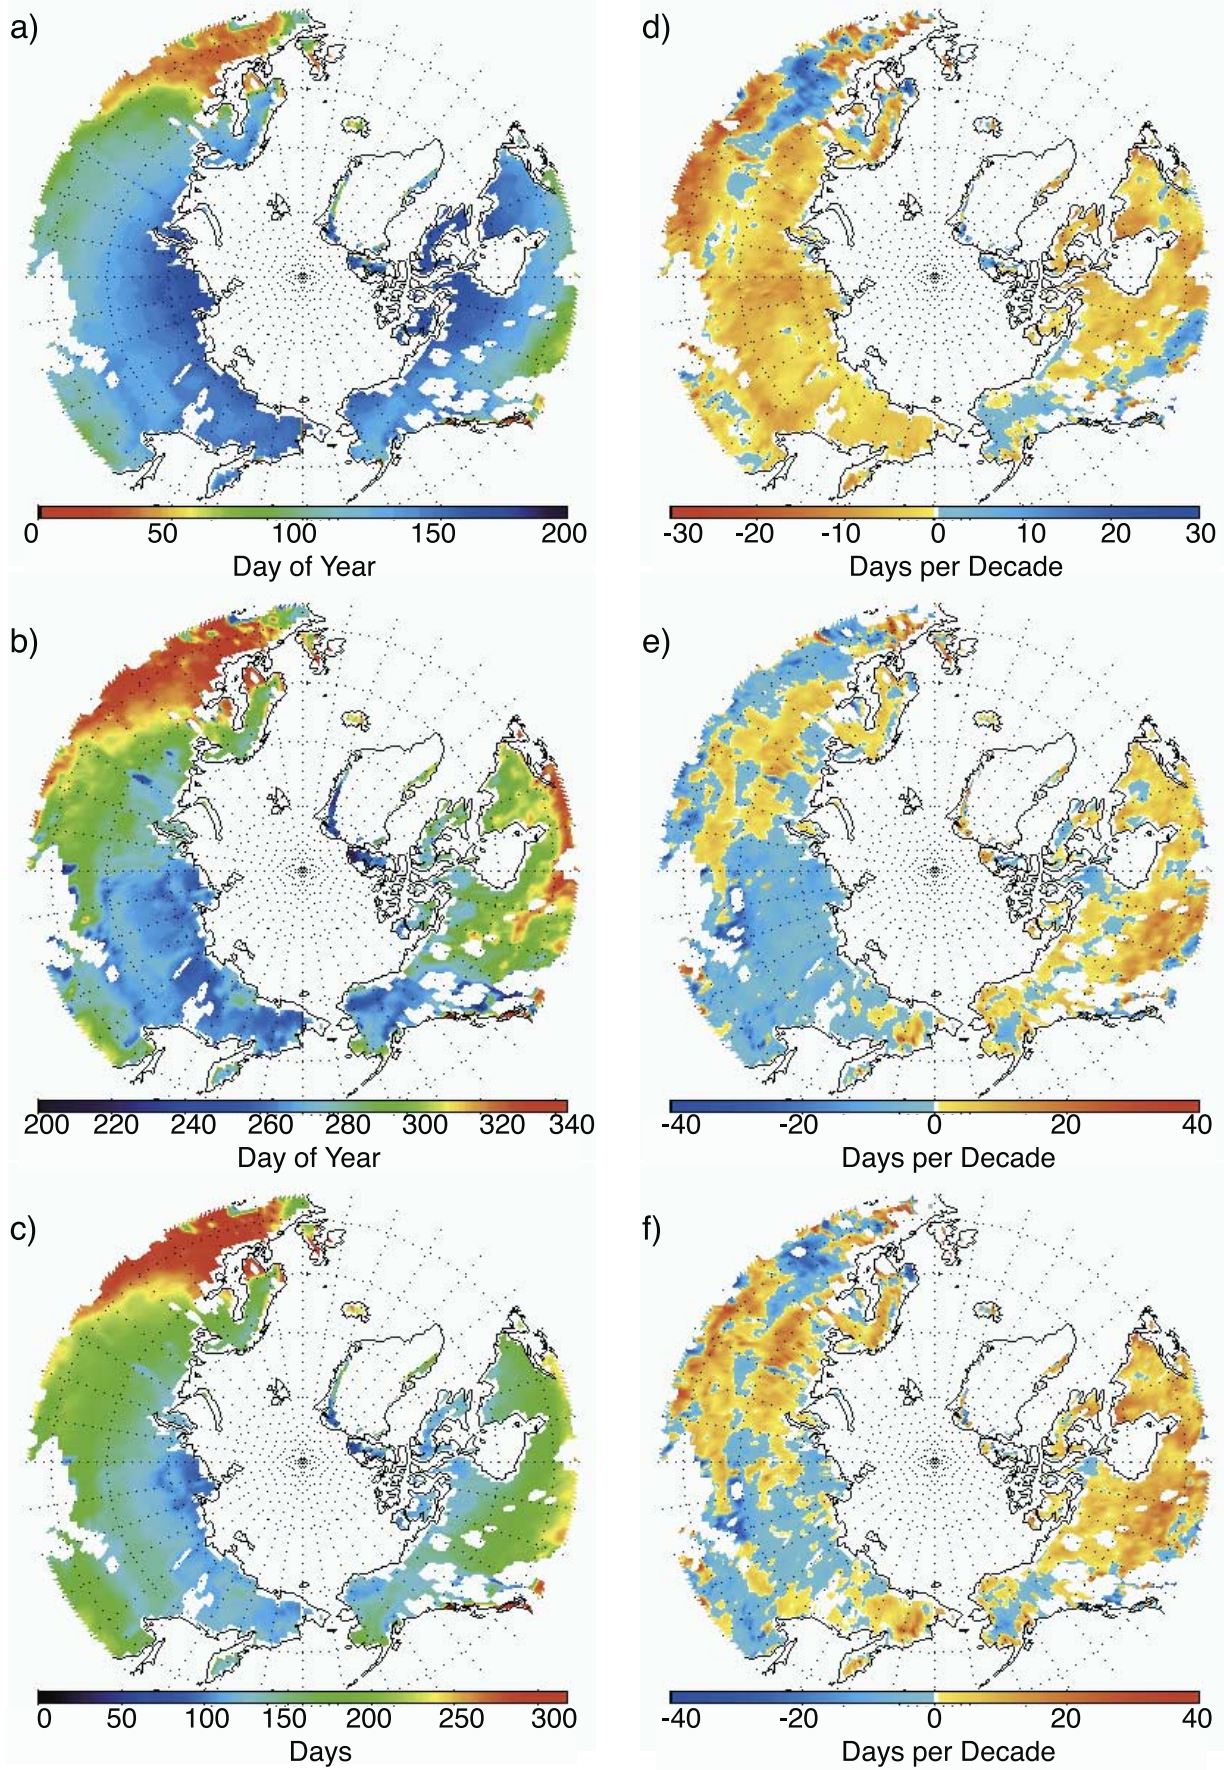 a)
d)
0 50 100 150 200
Day of Year
-30 -20 -10 0 10 20 30
Days per Decade
b)
e)
200 220 240 260 280 300 320 340
Day of Year
-40 -20 0 20 40
Days per Decade
c)
f)
0 50 100 150 200 250 300
Days
-40 -20 0 20 40
Days per Decade